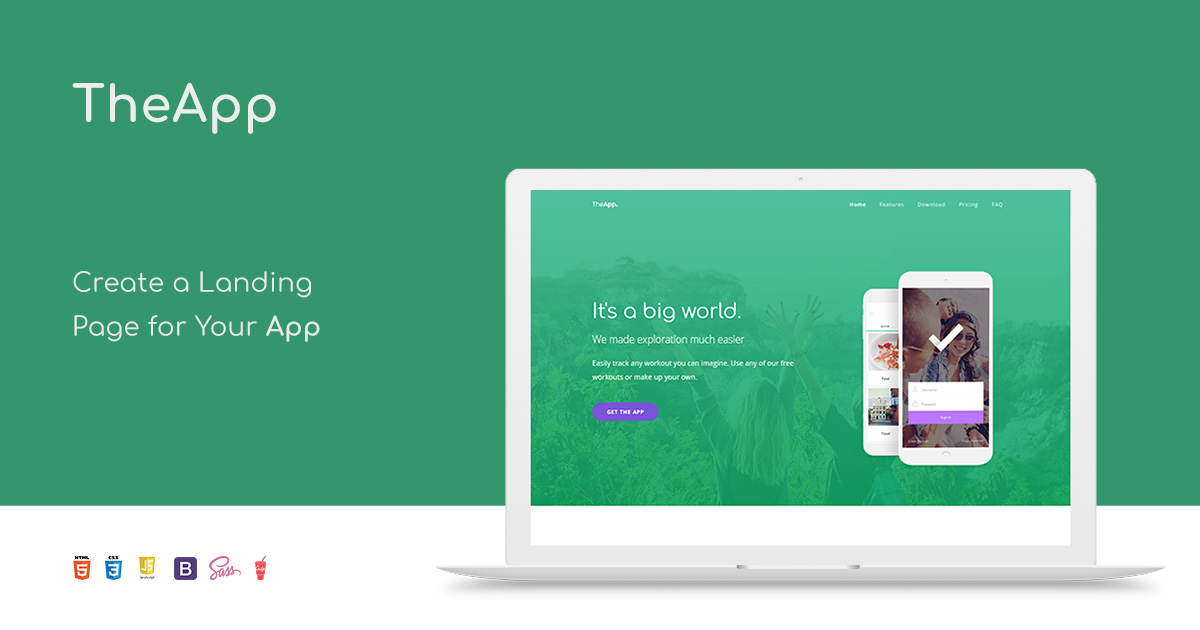 TheApp
Create a Landing
Page for Your App
TheApp.
Home Features Download Pricing FAQ
It's a big world.
We made exploration much easier
Easily track any workout you can imagine. Use any of our free
workouts or make up your own.
GET THE APP
Food
Travel
Username
Password
Sign In
HTML
5
CSS
3
JS
JavaScript
B
Sass
Gulp